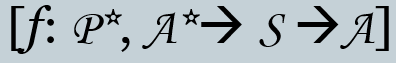 [f: 𝒫*, 𝒜* → 𝒮 → 𝒜]